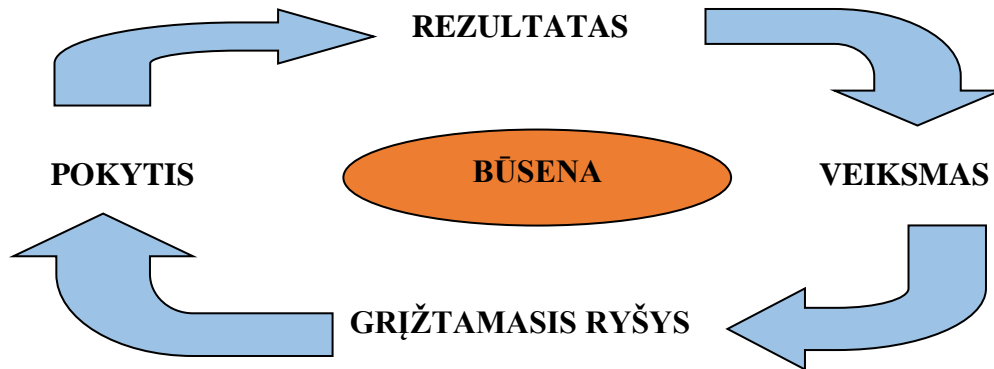 REZULTATAS
POKYTIS
BŪSENA
VEIKSMAS
GRĮŽTAMASIS RYŠYS